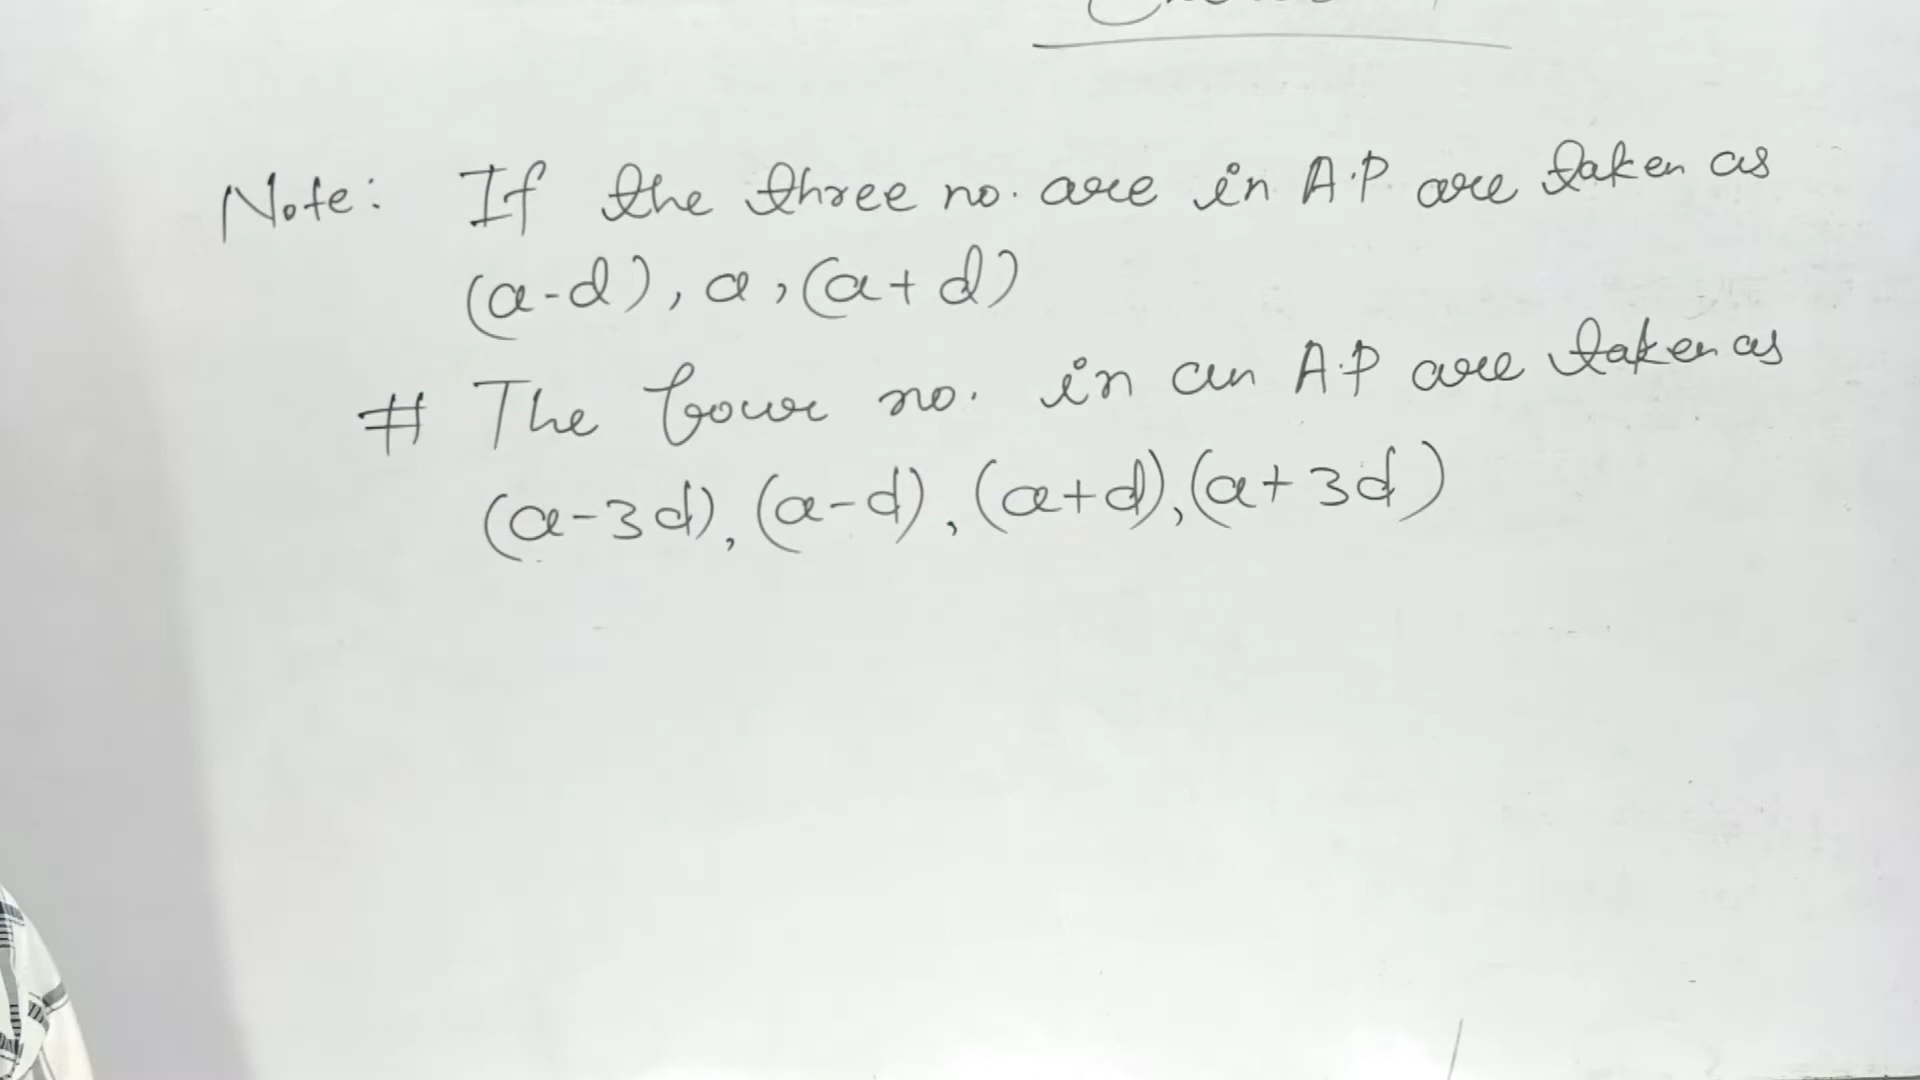 Note: If the three no. are in A.P are taken as
(a-d), a, (a+d)
# The four no. in an A.P are taken as
(a-3d), (a-d), (a+d), (a+3d)